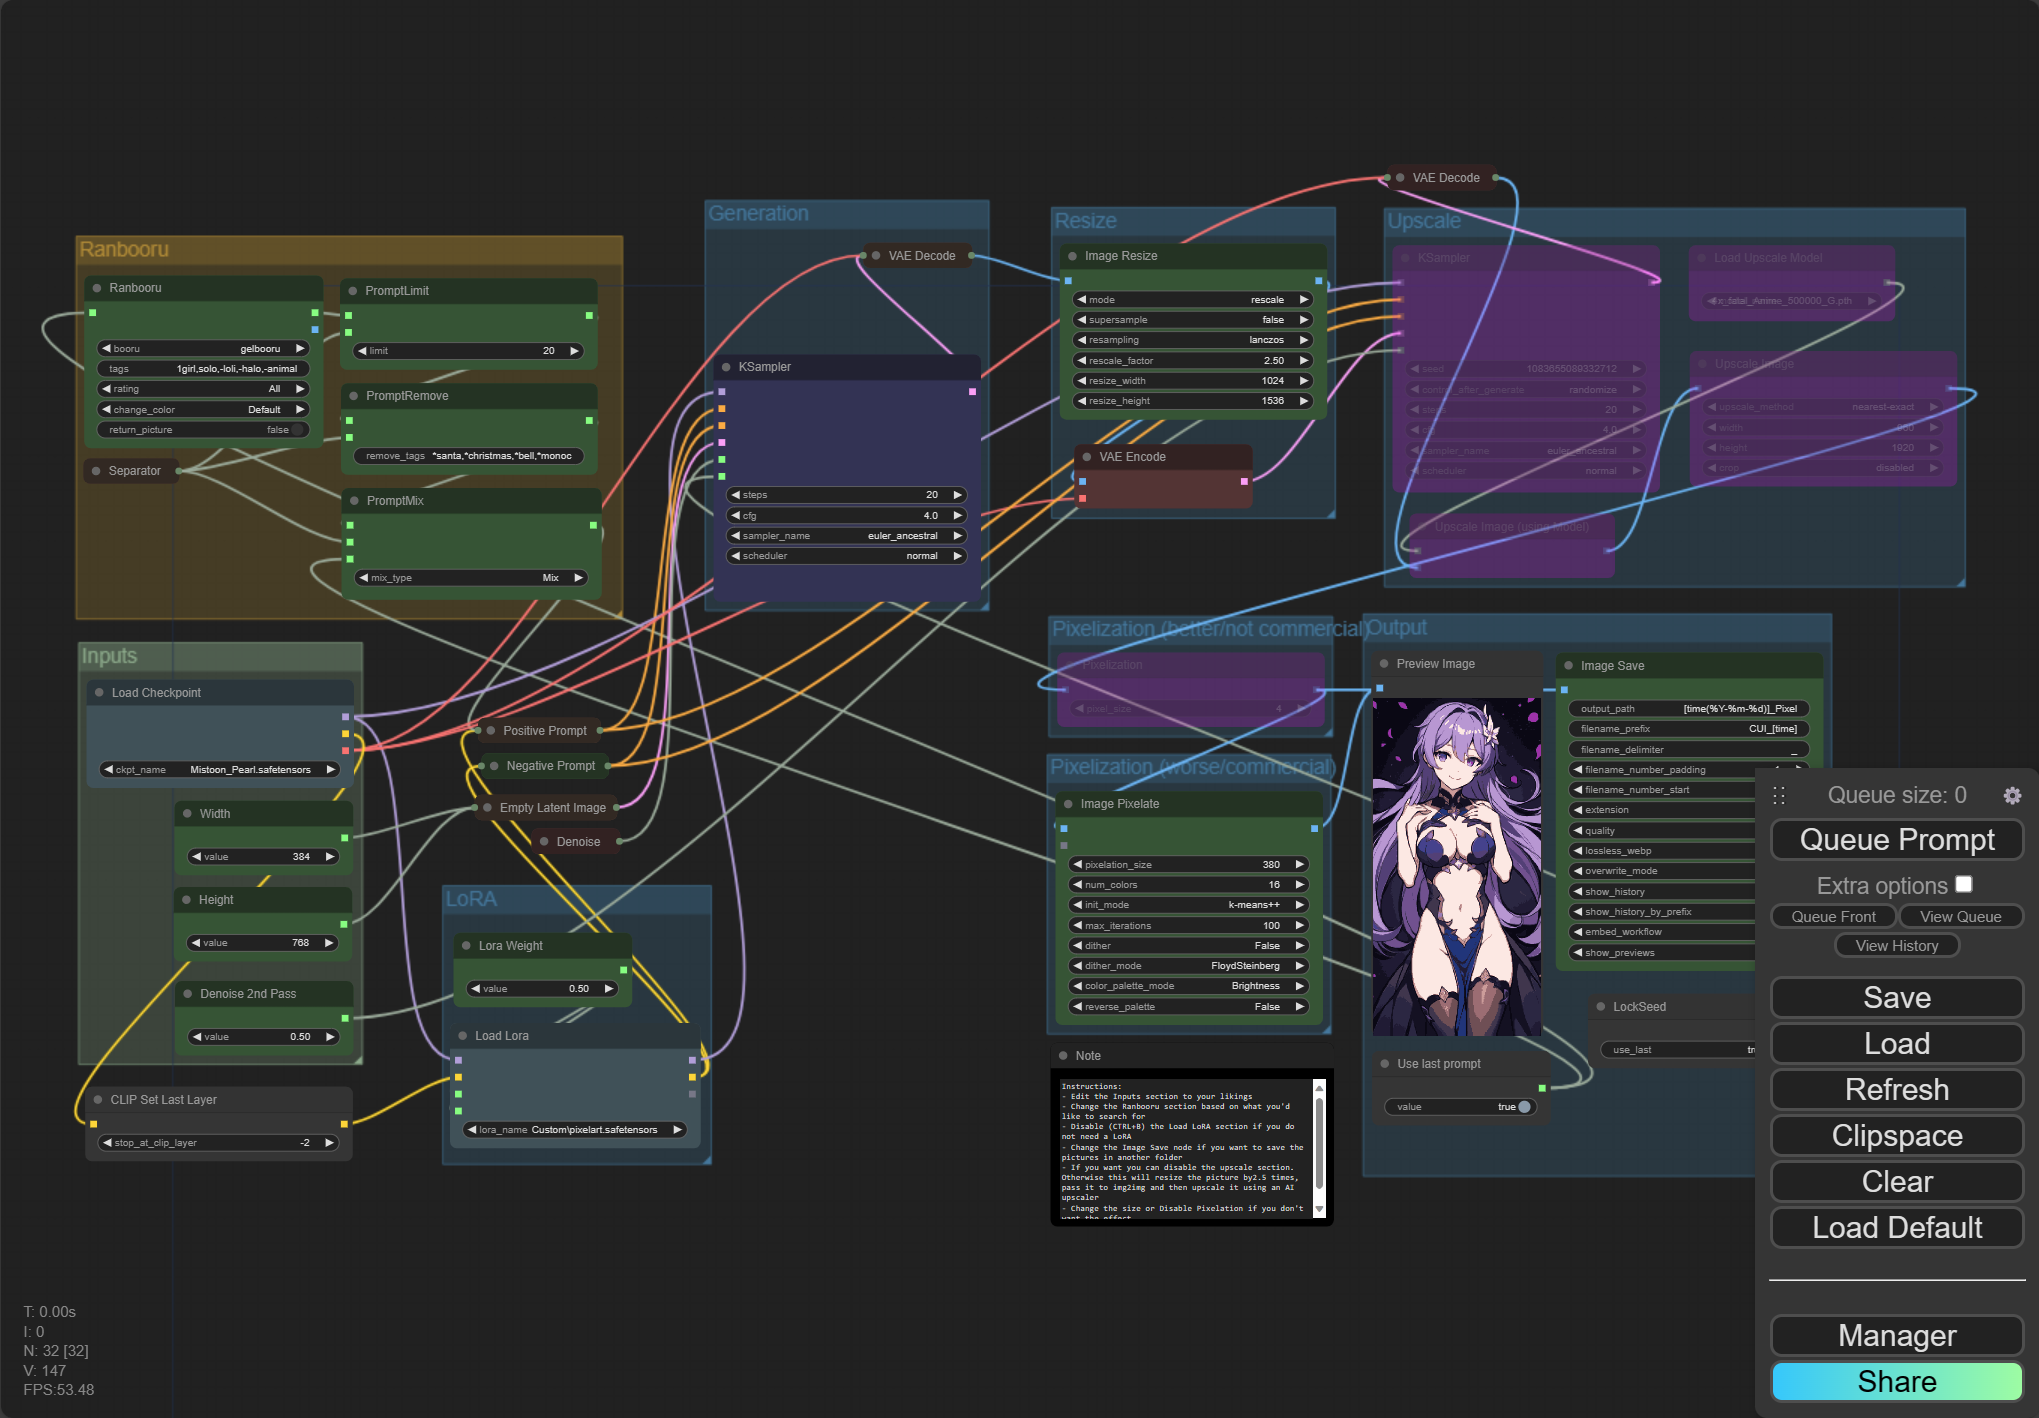 VAE Decode
Generation
Resize
Upscale
Ranbooru
VAE Decode
Image Resize
KSampler
Load Upscale Model
Ranbooru
PromptLimit
mode rescale
supersample false
resampling lanczos
rescale_factor 2.50
resize_width 1024
resize_height 1536
booru gelbooru
tags 1girl,solo,-loli,-halo,-animal
rating All
change_color Default
return_picture false
limit 20
PromptRemove
remove_tags *santa,*christmas,*bell,*monoc
Separator
PromptMix
mix_type Mix
KSampler
steps 20
cfg 4.0
sampler_name euler_ancestral
scheduler normal
VAE Encode
seed 1083655089332712
control_after_generate randomize
steps 20
cfg 4.0
sampler_name euler_ancestral
scheduler normal
Upscale Image
upscale_method nearest-exact
width
height 1920
crop disabled
Upscale Image (using Model)
Inputs
Load Checkpoint
ckpt_name Mistoon_Pearl.safetensors
Width
value 384
Height
value 768
Denoise 2nd Pass
value 0.50
CLIP Set Last Layer
stop_at_clip_layer -2
Positive Prompt
Negative Prompt
Empty Latent Image
Denoise
LoRA
Lora Weight
value 0.50
Load Lora
lora_name Custom\pixelart.safetensors
Pixelization (better/not commercial)
Pixelization
pixel_size 4
Pixelization (worse/commercial)
Image Pixelate
pixelation_size 380
num_colors 16
init_mode k-means++
max_iterations 100
dither False
dither_mode FloydSteinberg
color_palette_mode Brightness
reverse_palette False
Note
Instructions:
- Edit the Inputs section to your likings
- Change the Ranbooru section based on what you'd
like to search for
- Disable (CTRL+B) the Load LoRA section if you do
not need a LoRA
- Change the Image Save node if you want to save the
pictures in another folder
- If you want you can disable the upscale section.
Otherwise this will resize the picture by2.5 times,
pass it to img2img and then upscale it using an AI
upscaler
- Change the size or Disable Pixelation if you don't
want the effect
Output
Preview Image
Image Save
output_path [time(%Y-%m-%d)]_Pixel
filename_prefix CUI_[time]
filename_delimiter _
filename_number_padding
filename_number_start
extension
quality
lossless_webp
overwrite_mode
show_history
show_history_by_prefix
embed_workflow
show_previews
LockSeed
use_last
Use last prompt
value true
Queue size: 0
Queue Prompt
Extra options
Queue Front View Queue
View History
Save
Load
Refresh
Clipspace
Clear
Load Default
Manager
Share
T: 0.00s
I: 0
N: 32 [32]
V: 147
FPS:53.48